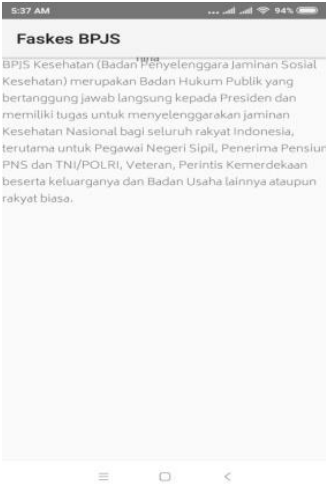 5:37 AM
94%
Faskes BPJS
BPJS Kesehatan (Badan Penyelenggara Jaminan Sosial
Kesehatan) merupakan Badan Hukum Publik yang
bertanggung jawab langsung kepada Presiden dan
memiliki tugas untuk menyelenggarakan jaminan
Kesehatan Nasional bagi seluruh rakyat Indonesia,
terutama untuk Pegawai Negeri Sipil, Penerima Pensiun
PNS dan TNI/POLRI, Veteran, Perintis Kemerdekaan
beserta keluarganya dan Badan Usaha lainnya ataupun
rakyat biasa.